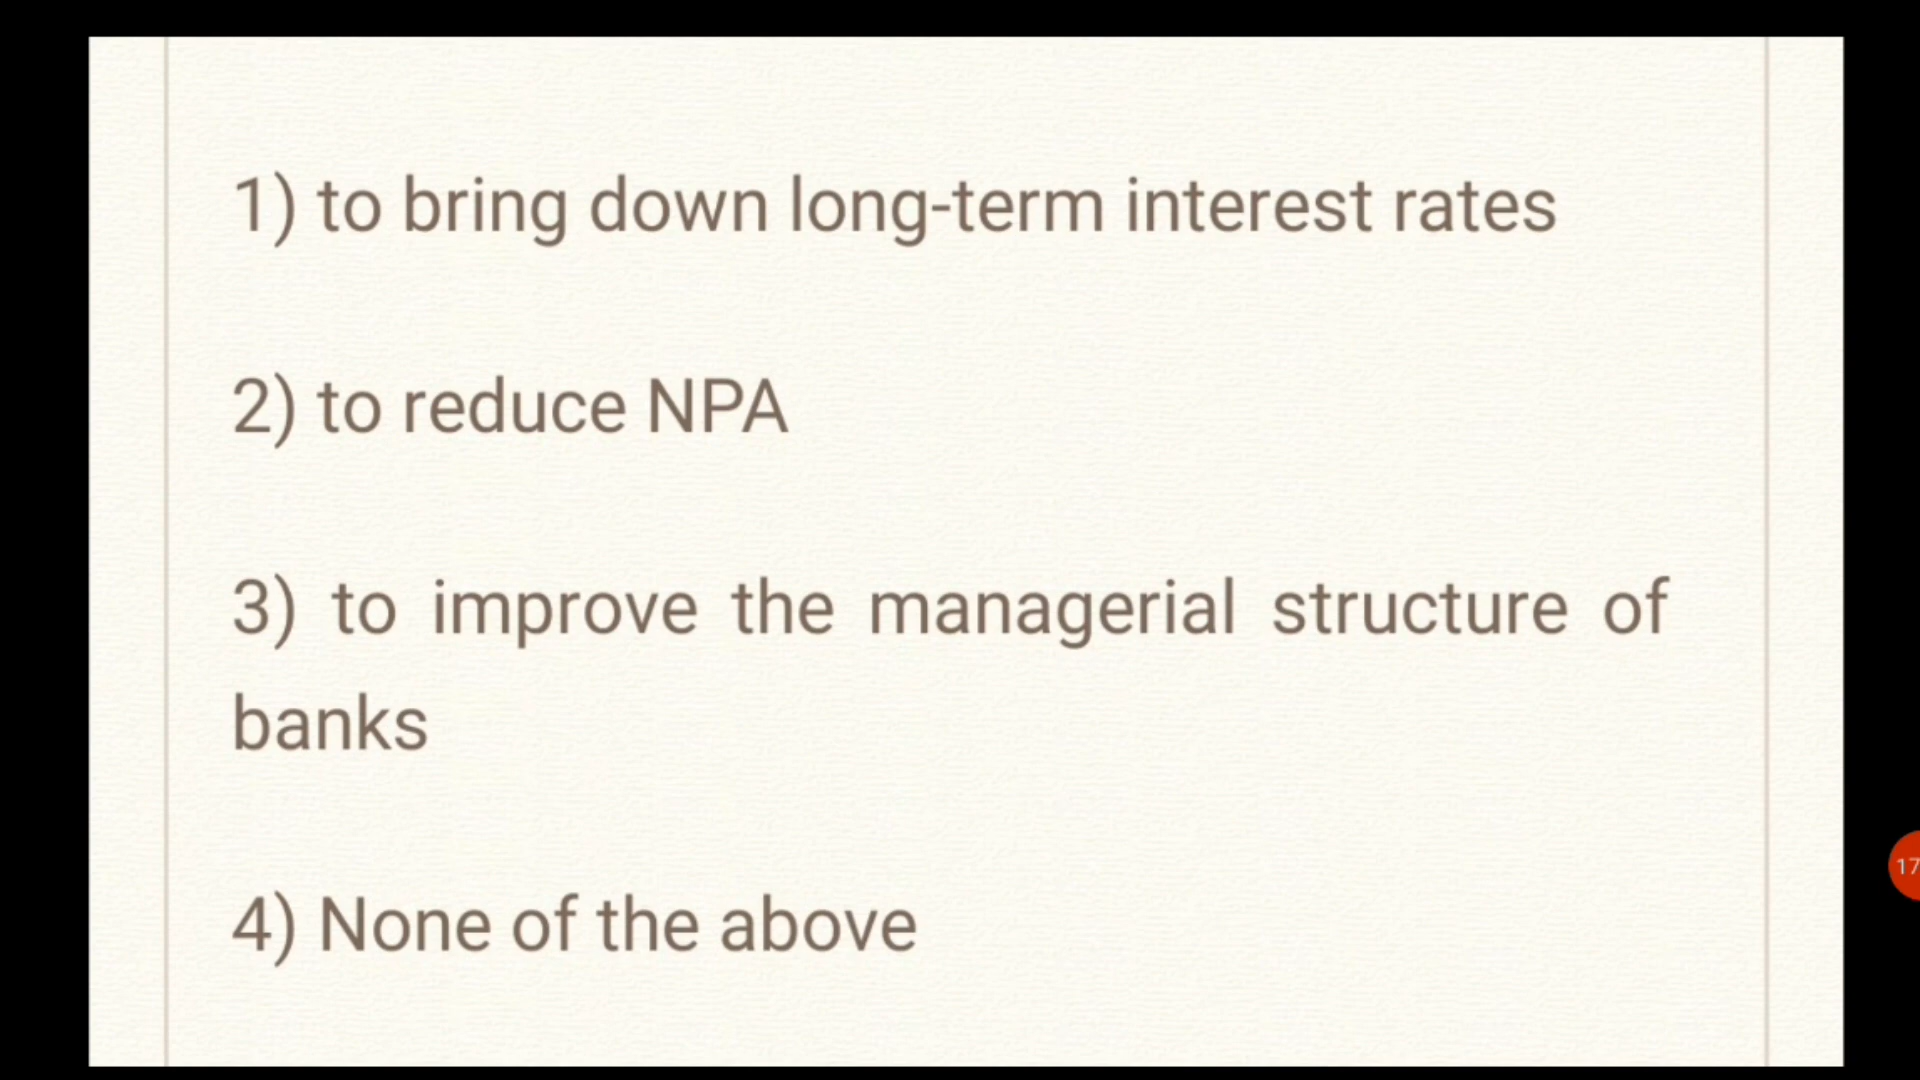 1) to bring down long-term interest rates
2) to reduce NPA
3) to improve the managerial structure of
banks
4) None of the above
17